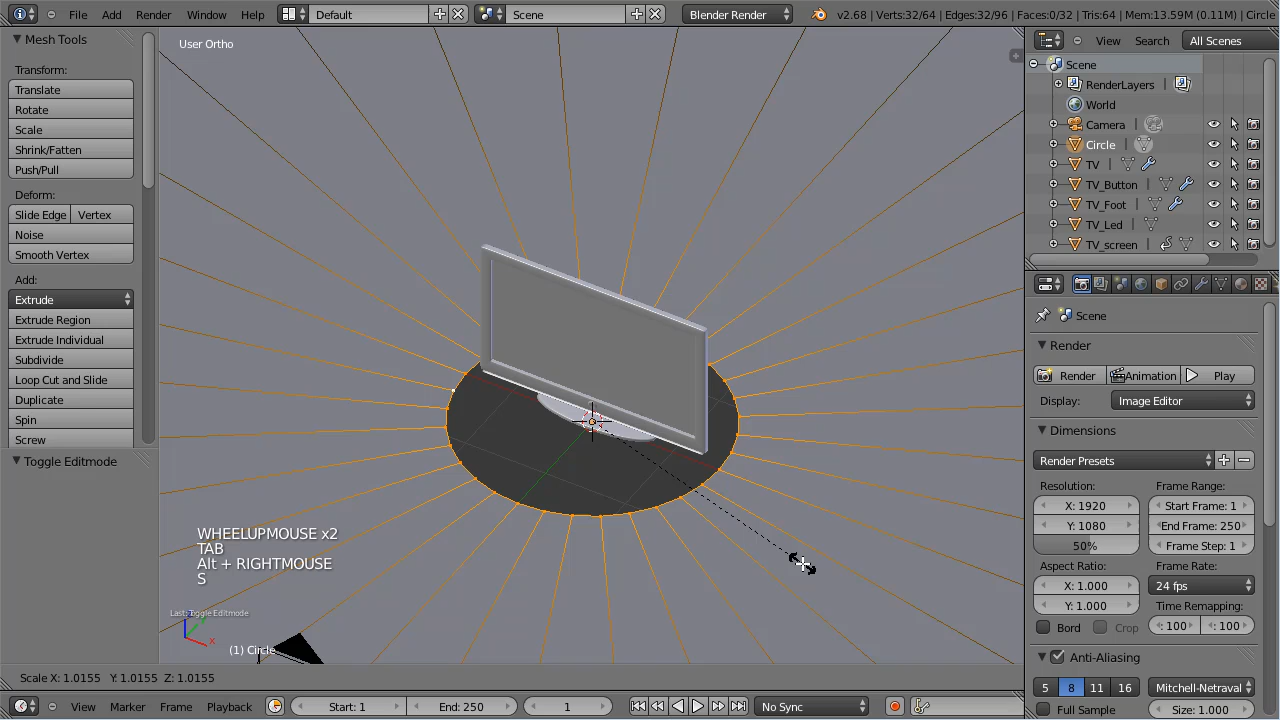 File Add Render Window Help Default Scene Blender Render v2.68 | Verts:32/64 | Edges:32/96 | Faces:0/32 | Tris:64 | Mem:13.59M (0.11M) | Circle
Mesh Tools
Transform:
Translate
Rotate
Scale
Shrink/Fatten
Push/Pull
Deform:
Slide Edge Vertex
Noise
Smooth Vertex
Add:
Extrude
Extrude Region
Extrude Individual
Subdivide
Loop Cut and Slide
Duplicate
Spin
Screw
Toggle Editmode
User Ortho
WHEELUPMOUSE x2
TAB
Alt + RIGHTMOUSE
S
Last: Toggle Editmode
x
(1) Circle
Scale X: 1.0155 Y: 1.0155 Z: 1.0155
View Marker Frame Playback Start: 1 End: 250 1 No Sync
View Search All Scenes
Scene
RenderLayers
World
Camera
Circle
TV
TV_Button
TV_Foot
TV_Led
TV_screen
Scene
Render
Render Animation Play
Display: Image Editor
Dimensions
Render Presets
Resolution: Frame Range:
X: 1920 Start Frame: 1
Y: 1080 End Frame: 250
50% Frame Step: 1
Aspect Ratio: Frame Rate:
X: 1.000 24 fps
Y: 1.000 Time Remapping:
Bord Crop : 100 : 100
Anti-Aliasing
5 8 11 16 Mitchell-Netraval
Full Sample Size: 1.000